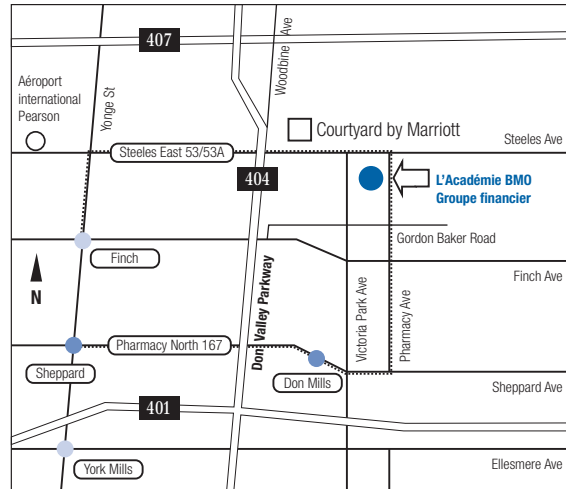 407
Woodbine Ave
Aéroport
international
Pearson
Yonge St
Courtyard by Marriott
Steeles Ave
Steeles East 53/53A
404
L’Académie BMO
Groupe financier
Gordon Baker Road
Finch
Finch Ave
N
Don Valley Parkway
Victoria Park Ave
Pharmacy Ave
Pharmacy North 167
Sheppard
Don Mills
Sheppard Ave
401
York Mills
Ellesmere Ave